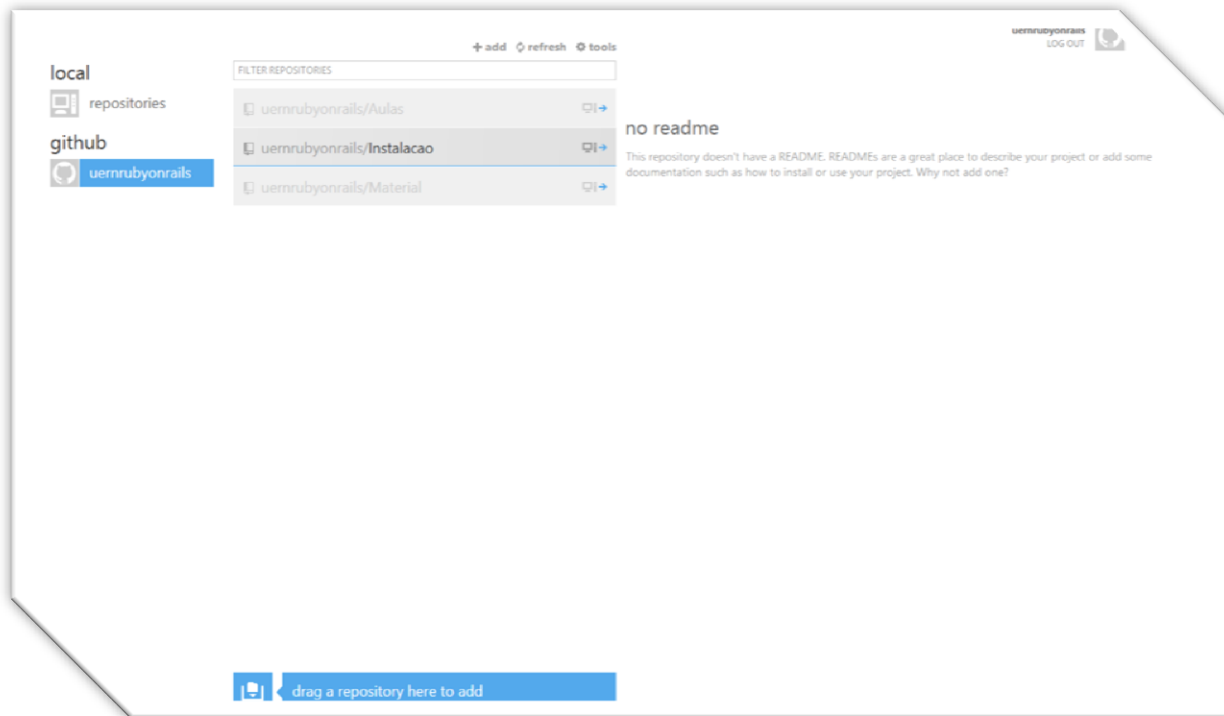 uernrubyonrails
LOG OUT
add refresh tools
local
FILTER REPOSITORIES
repositories
uernrubyonrails/Aulas
github
uernrubyonrails/Instalacao
uernrubyonrails
uernrubyonrails/Material
no readme
This repository doesn't have a README. READMEs are a great place to describe your project or add some
documentation such as how to install or use your project. Why not add one?
drag a repository here to add